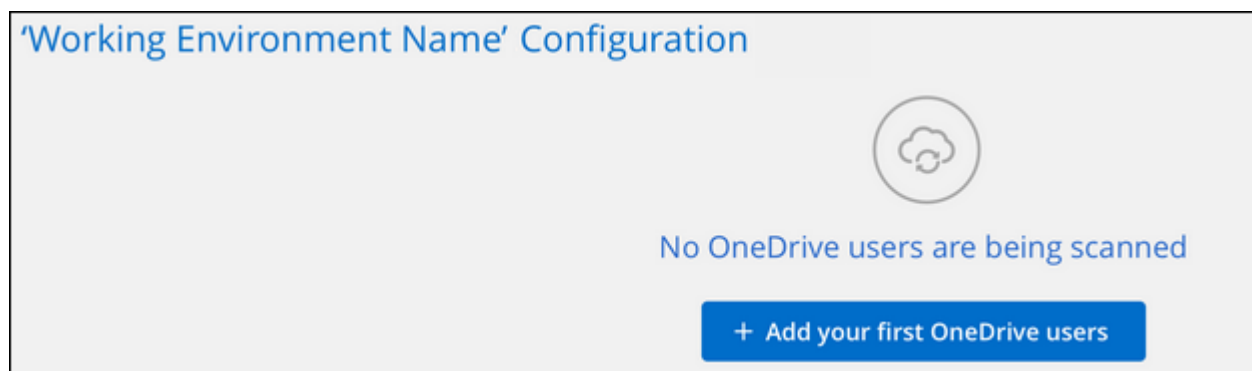 ‘Working Environment Name’ Configuration
No OneDrive users are being scanned
+ Add your first OneDrive users